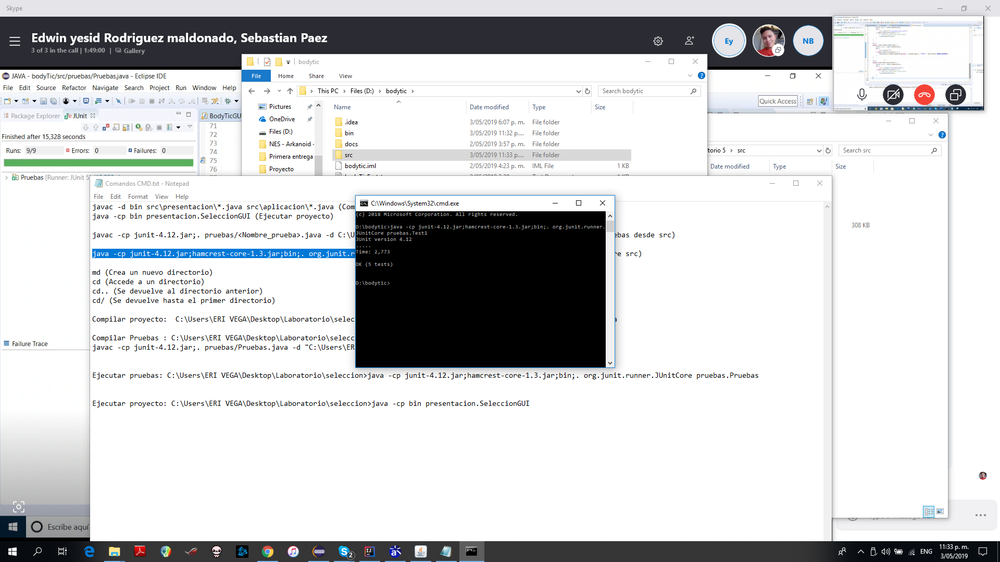 Skype
Edwin yesid Rodriguez maldonado, Sebastian Paez
3 of 3 in the call | 1:49:00 | Gallery
Ey
NB
JAVA - bodyTic/src/pruebas/Pruebas.java - Eclipse IDE
File Edit Source Refactor Navigate Search Project Run Window Help
Quick Access
Package Explorer JUnit
BodyTicGU
Finished after 15,328 seconds
Runs: 9/9 Errors: 0 Failures: 0
Pruebas [Runner: JUnit 5]
71
72
73
74
75
76
Failure Trace
bodytic
File Home Share View
This PC > Files (D:) > bodytic >
Search bodytic
Pictures
OneDrive
Files (D:)
NES - Arkanoid -
Primera entrega
Proyecto
Name Date modified Type Size
.idea 3/05/2019 6:07 p. m. File folder
bin 3/05/2019 11:32 p.... File folder
docs 2/05/2019 3:57 p. m. File folder
src 3/05/2019 11:33 p.... File folder
bodytic.iml 2/05/2019 4:23 p. m. IML File 1 KB
torio 5 > src
Search src
Date modified Type Size
308 KB
Comandos CMD.txt - Notepad
File Edit Format View Help
javac -d bin src\presentacion\*.java src\aplicacion\*.java (Com
java -cp bin presentacion.SeleccionGUI (Ejecutar proyecto)
javac -cp junit-4.12.jar;. pruebas/<Nombre_prueba>.java -d C:\U ebas desde src)
java -cp junit-4.12.jar;hamcrest-core-1.3.jar;bin;. org.junit.r re src)
md (Crea un nuevo directorio)
cd (Accede a un directorio)
cd.. (Se devuelve al directorio anterior)
cd/ (Se devuelve hasta el primer directorio)
Compilar proyecto:  C:\Users\ERI VEGA\Desktop\Laboratorio\selecc a
Compilar Pruebas : C:\Users\ERI VEGA\Desktop\Laboratorio\selecc
javac -cp junit-4.12.jar;. pruebas/Pruebas.java -d "C:\Users\ER
Ejecutar pruebas: C:\Users\ERI VEGA\Desktop\Laboratorio\seleccion>java -cp junit-4.12.jar;hamcrest-core-1.3.jar;bin;. org.junit.runner.JUnitCore pruebas.Pruebas
Ejecutar proyecto: C:\Users\ERI VEGA\Desktop\Laboratorio\seleccion>java -cp bin presentacion.SeleccionGUI
C:\Windows\System32\cmd.exe
(c) 2018 Microsoft Corporation. All rights reserved.
D:\bodytic>java -cp junit-4.12.jar;hamcrest-core-1.3.jar;bin;. org.junit.runner.
JUnitCore pruebas.Test1
JUnit version 4.12
.....
Time: 2,773
OK (5 tests)
D:\bodytic>
Escribe aquí
ENG
11:33 p. m.
3/05/2019
2